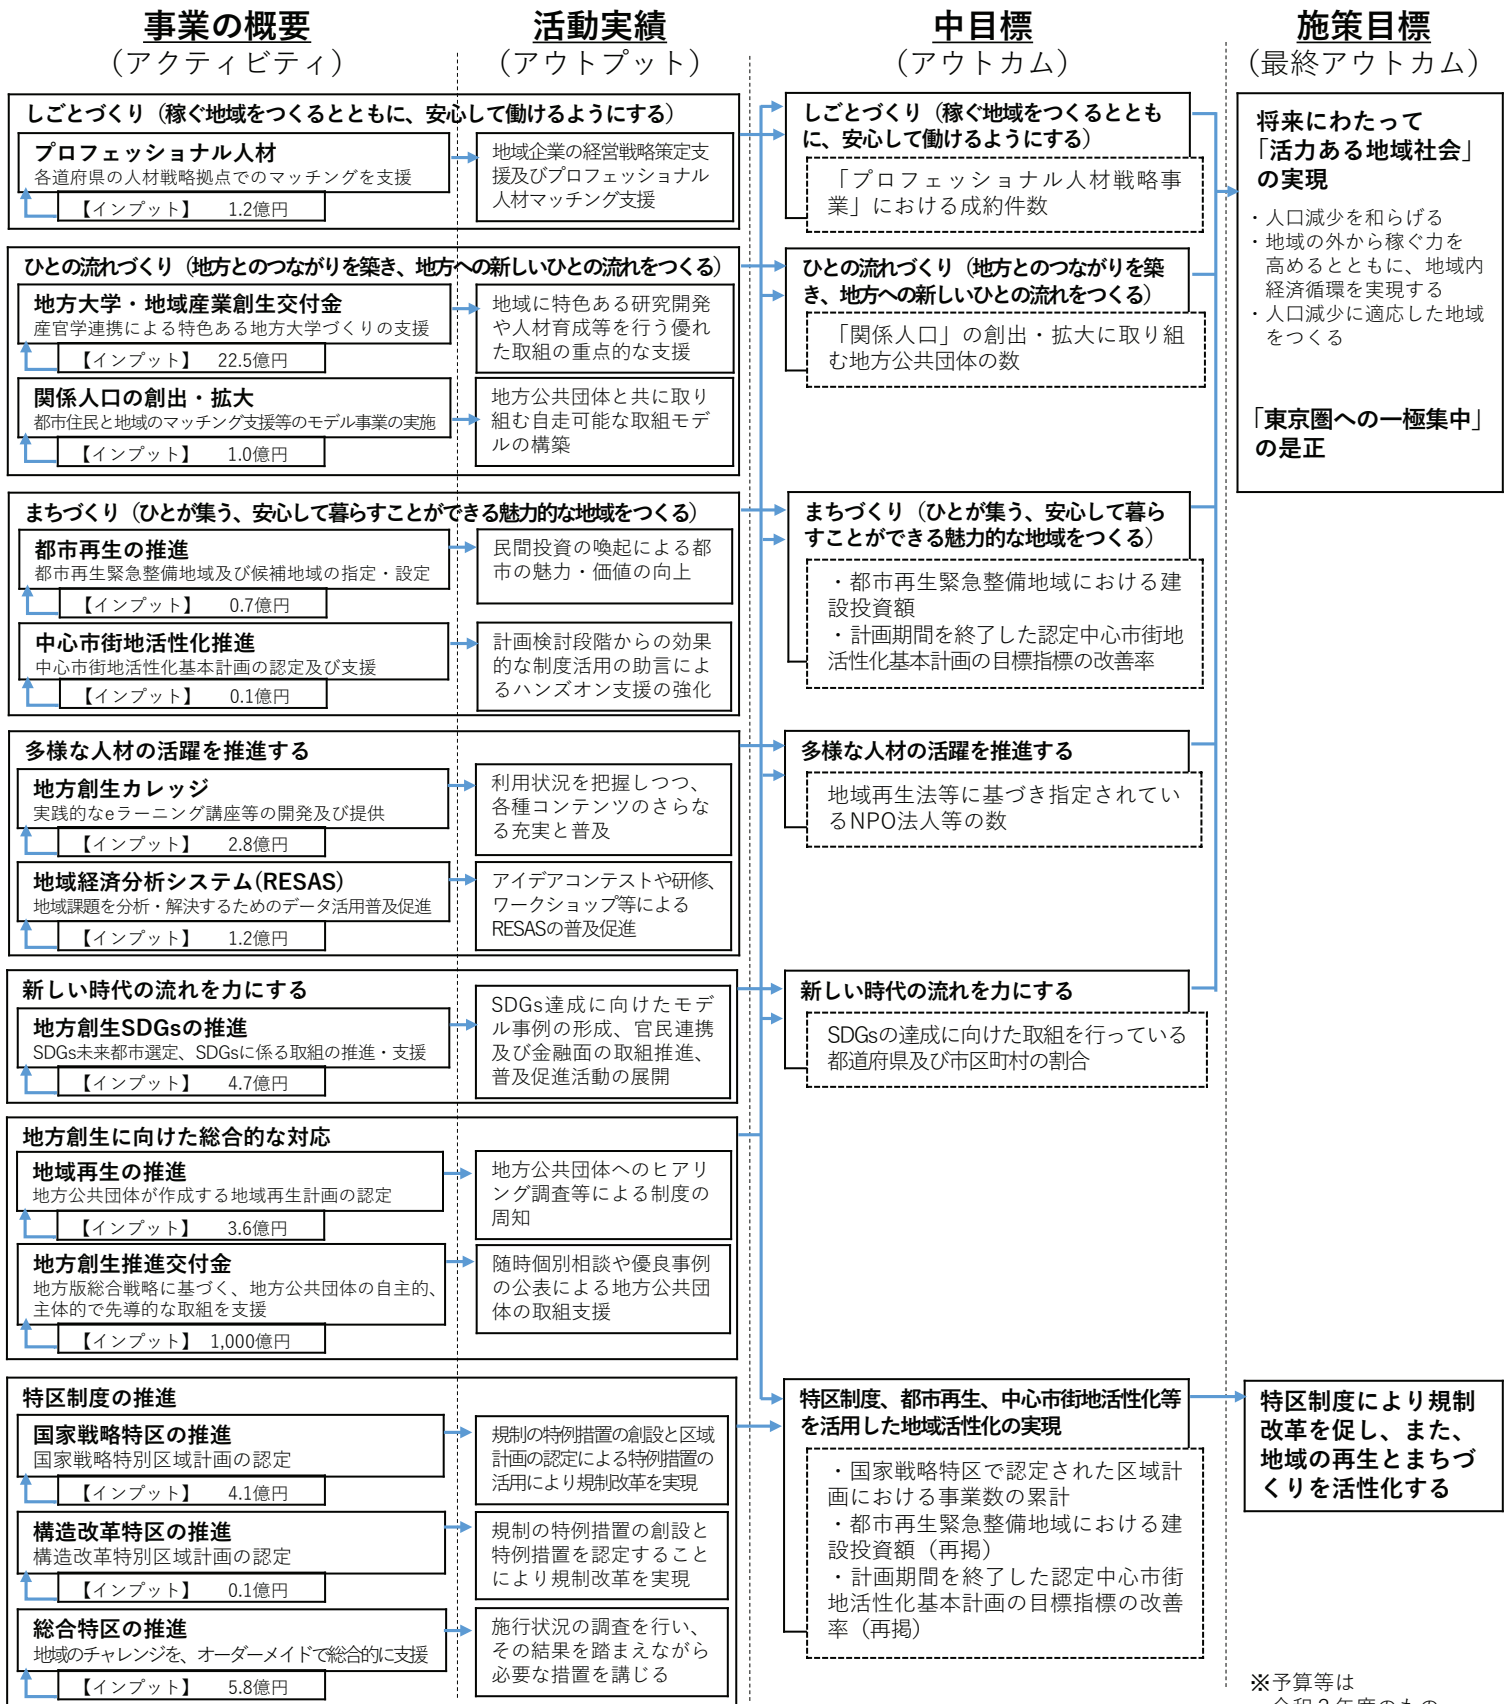 事業の概要
（アクティビティ）
活動実績
（アウトプット）
中目標
（アウトカム）
施策目標
（最終アウトカム）
しごとづくり（稼ぐ地域をつくるとともに、安心して働けるようにする）
プロフェッショナル人材
各道府県の人材戦略拠点でのマッチングを支援
【インプット】 1.2億円
地域企業の経営戦略策定支
援及びプロフェッショナル
人材マッチング支援
ひとの流れづくり（地方とのつながりを築き、地方への新しいひとの流れをつくる）
地方大学・地域産業創生交付金
産官学連携による特色ある地方大学づくりの支援
【インプット】 22.5億円
地域に特色ある研究開発
や人材育成等を行う優れ
た取組の重点的な支援
関係人口の創出・拡大
都市住民と地域のマッチング支援等のモデル事業の実施
【インプット】 1.0億円
地方公共団体と共に取り
組む自走可能な取組モデ
ルの構築
まちづくり（ひとが集う、安心して暮らすことができる魅力的な地域をつくる）
都市再生の推進
都市再生緊急整備地域及び候補地域の指定・設定
【インプット】 0.7億円
民間投資の喚起による都
市の魅力・価値の向上
中心市街地活性化推進
中心市街地活性化基本計画の認定及び支援
【インプット】 0.1億円
計画検討段階からの効果
的な制度活用の助言によ
るハンズオン支援の強化
多様な人材の活躍を推進する
地方創生カレッジ
実践的なeラーニング講座等の開発及び提供
【インプット】 2.8億円
利用状況を把握しつつ、
各種コンテンツのさらな
る充実と普及
地域経済分析システム(RESAS)
地域課題を分析・解決するためのデータ活用普及促進
【インプット】 1.2億円
アイデアコンテストや研修、
ワークショップ等による
RESASの普及促進
新しい時代の流れを力にする
地方創生SDGsの推進
SDGs未来都市選定、SDGsに係る取組の推進・支援
【インプット】 4.7億円
SDGs達成に向けたモデ
ル事例の形成、官民連携
及び金融面の取組推進、
普及促進活動の展開
地方創生に向けた総合的な対応
地域再生の推進
地方公共団体が作成する地域再生計画の認定
【インプット】 3.6億円
地方公共団体へのヒアリ
ング調査等による制度の
周知
地方創生推進交付金
地方版総合戦略に基づく、地方公共団体の自主的、
主体的で先導的な取組を支援
【インプット】 1,000億円
随時個別相談や優良事例
の公表による地方公共団
体の取組支援
特区制度の推進
国家戦略特区の推進
国家戦略特別区域計画の認定
【インプット】 4.1億円
規制の特例措置の創設と区域
計画の認定による特例措置の
活用により規制改革を実現
構造改革特区の推進
構造改革特別区域計画の認定
【インプット】 0.1億円
規制の特例措置の創設と
特例措置を認定すること
により規制改革を実現
総合特区の推進
地域のチャレンジを、オーダーメイドで総合的に支援
【インプット】 5.8億円
施行状況の調査を行い、
その結果を踏まえながら
必要な措置を講じる
しごとづくり（稼ぐ地域をつくるととも
に、安心して働けるようにする）
「プロフェッショナル人材戦略事
業」における成約件数
ひとの流れづくり（地方とのつながりを築
き、地方への新しいひとの流れをつくる）
「関係人口」の創出・拡大に取り組
む地方公共団体の数
まちづくり（ひとが集う、安心して暮ら
すことができる魅力的な地域をつくる）
・都市再生緊急整備地域における建
設投資額
・計画期間を終了した認定中心市街地
活性化基本計画の目標指標の改善率
多様な人材の活躍を推進する
地域再生法等に基づき指定されてい
るNPO法人等の数
新しい時代の流れを力にする
SDGsの達成に向けた取組を行っている
都道府県及び市区町村の割合
特区制度、都市再生、中心市街地活性化等
を活用した地域活性化の実現
・国家戦略特区で認定された区域計
画における事業数の累計
・都市再生緊急整備地域における建
設投資額（再掲）
・計画期間を終了した認定中心市街
地活性化基本計画の目標指標の改善
率（再掲）
将来にわたって
「活力ある地域社会」
の実現
・人口減少を和らげる
・地域の外から稼ぐ力を
高めるとともに、地域内
経済循環を実現する
・人口減少に適応した地域
をつくる
「東京圏への一極集中」
の是正
特区制度により規制
改革を促し、また、
地域の再生とまちづ
くりを活性化する
※予算等は